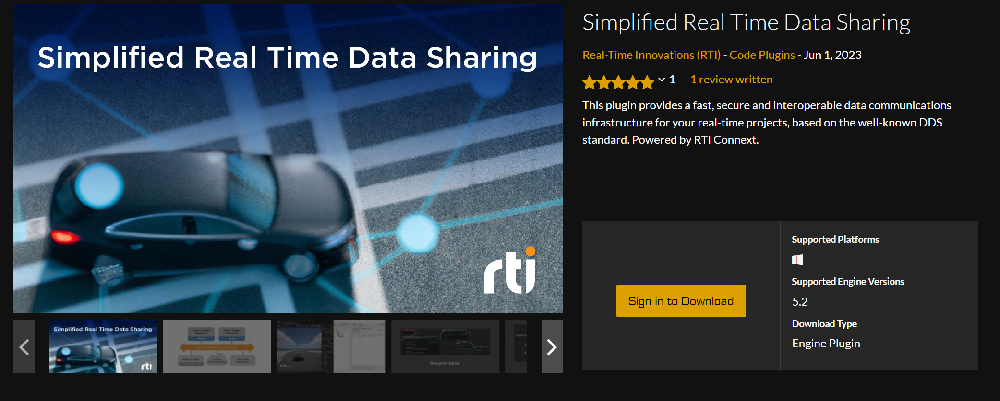 Simplified Real Time Data Sharing
rti
Simplified Real Time Data Sharing
rti
Blueprint Editor
Simplified Real Time Data Sharing
Real-Time Innovations (RTI) - Code Plugins - Jun 1, 2023
1 1 review written
This plugin provides a fast, secure and interoperable data communications
infrastructure for your real-time projects, based on the well-known DDS
standard. Powered by RTI Connext.
Sign in to Download
Supported Platforms
Supported Engine Versions
5.2
Download Type
Engine Plugin